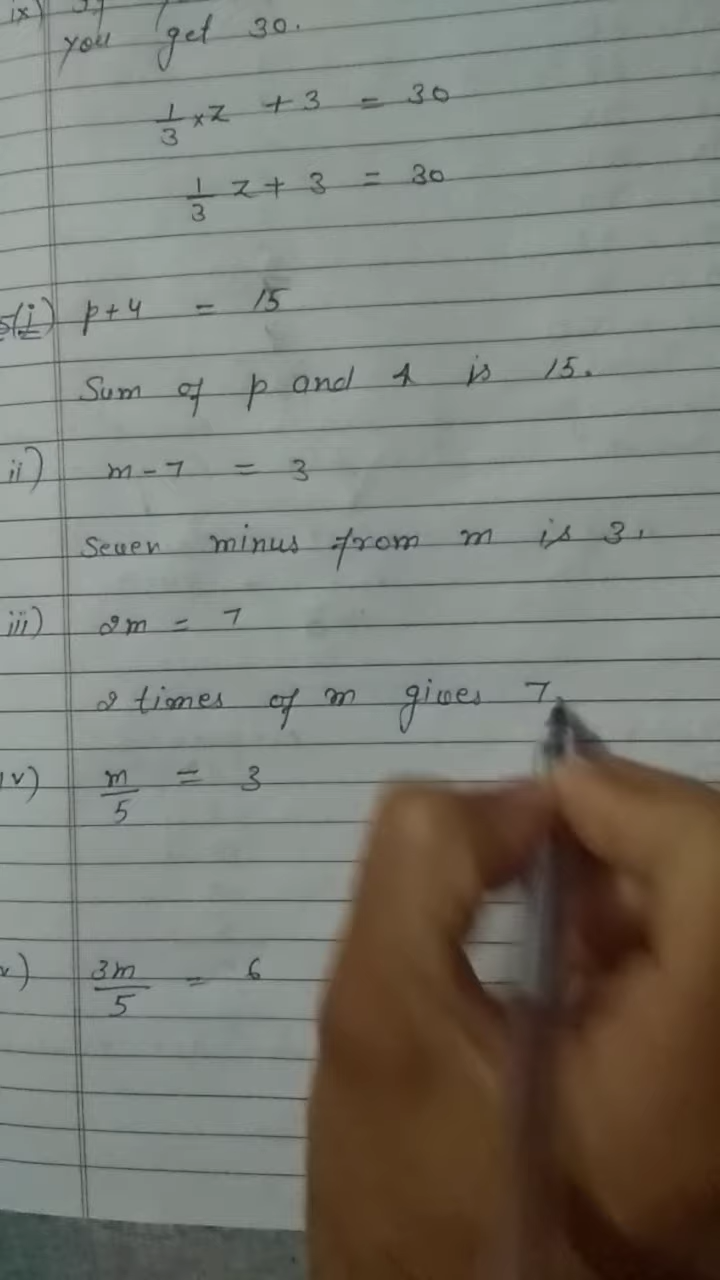 ix)
you get 30.
1/3 × z + 3 = 30
1/3 z + 3 = 30
5(i) p+4 = 15
Sum of p and 4 is 15.
ii) m - 7 = 3
Seven minus from m is 3.
iii) 2m = 7
2 times of m gives 7.
iv) m/5 = 3
v) 3m/5 = 6